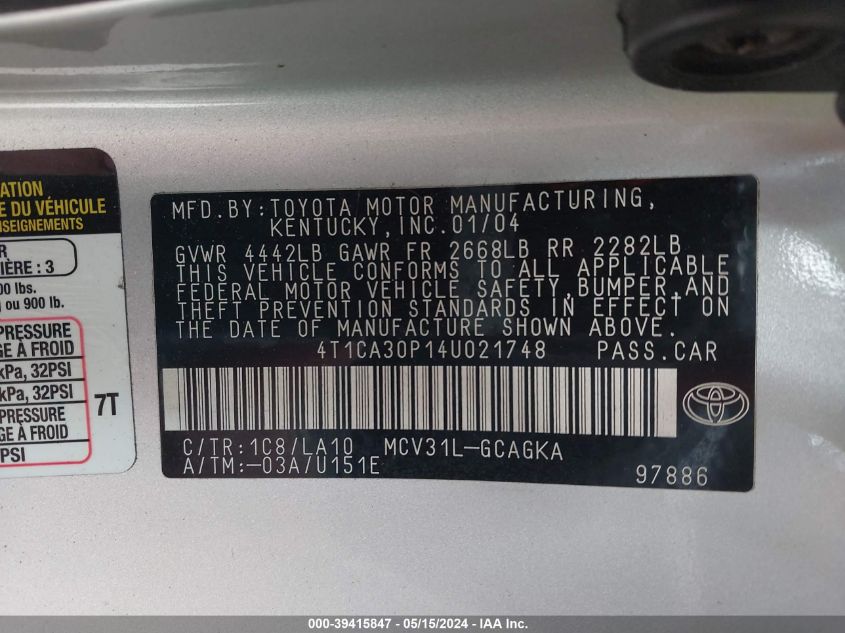 ATION
E DU VÉHICULE
NSEIGNEMENTS
R
IÈRE : 3
00 lbs.
g ou 900 lb.
PRESSURE
GE À FROID
kPa, 32PSI
kPa, 32PSI
PRESSURE
GE À FROID
PSI
7T
MFD.BY:TOYOTA MOTOR MANUFACTURING,
KENTUCKY,INC.01/04
GVWR 4442LB GAWR FR 2668LB RR 2282LB
THIS VEHICLE CONFORMS TO ALL APPLICABLE
FEDERAL MOTOR VEHICLE SAFETY,BUMPER,AND
THEFT PREVENTION STANDARDS IN EFFECT ON
THE DATE OF MANUFACTURE SHOWN ABOVE.
4T1CA30P14U021748 PASS.CAR
C/TR:1C8/LA10 MCV31L-GCAGKA
A/TM:-03A/U151E
97886
000-39415847 - 05/15/2024 - IAA Inc.